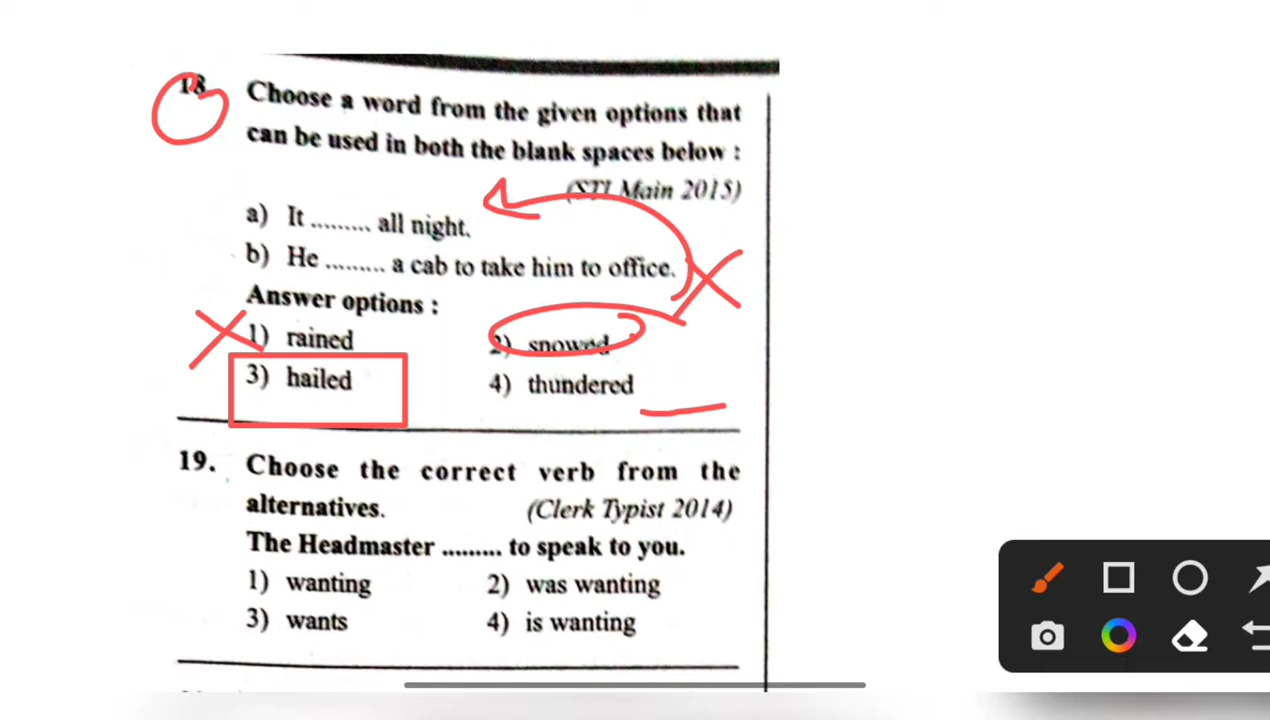 18 Choose a word from the given options that
can be used in both the blank spaces below :
(STI Main 2015)
a) It ......... all night.
b) He ......... a cab to take him to office.
Answer options :
1) rained 2) snowed
3) hailed 4) thundered
19. Choose the correct verb from the
alternatives. (Clerk Typist 2014)
The Headmaster ......... to speak to you.
1) wanting 2) was wanting
3) wants 4) is wanting